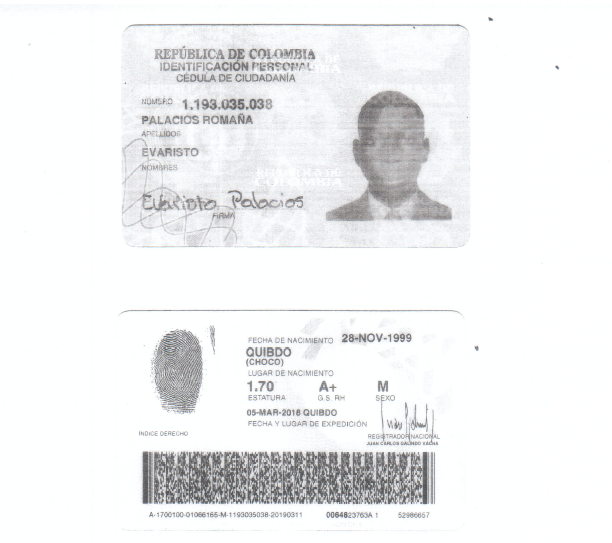 REPÚBLICA DE COLOMBIA
IDENTIFICACIÓN PERSONAL
CÉDULA DE CIUDADANÍA
NÚMERO 1.193.035.038
PALACIOS ROMAÑA
APELLIDOS
EVARISTO
NOMBRES
Evaristo Palacios
FIRMA
FECHA DE NACIMIENTO 28-NOV-1999
QUIBDO
(CHOCO)
LUGAR DE NACIMIENTO
1.70 A+ M
ESTATURA G.S. RH SEXO
05-MAR-2018 QUIBDO
FECHA Y LUGAR DE EXPEDICIÓN
INDICE DERECHO
REGISTRADOR NACIONAL
JUAN CARLOS GALINDO VACHA
A-1700100-01066165-M-1193035038-20190311 0064623763A 1 52986657